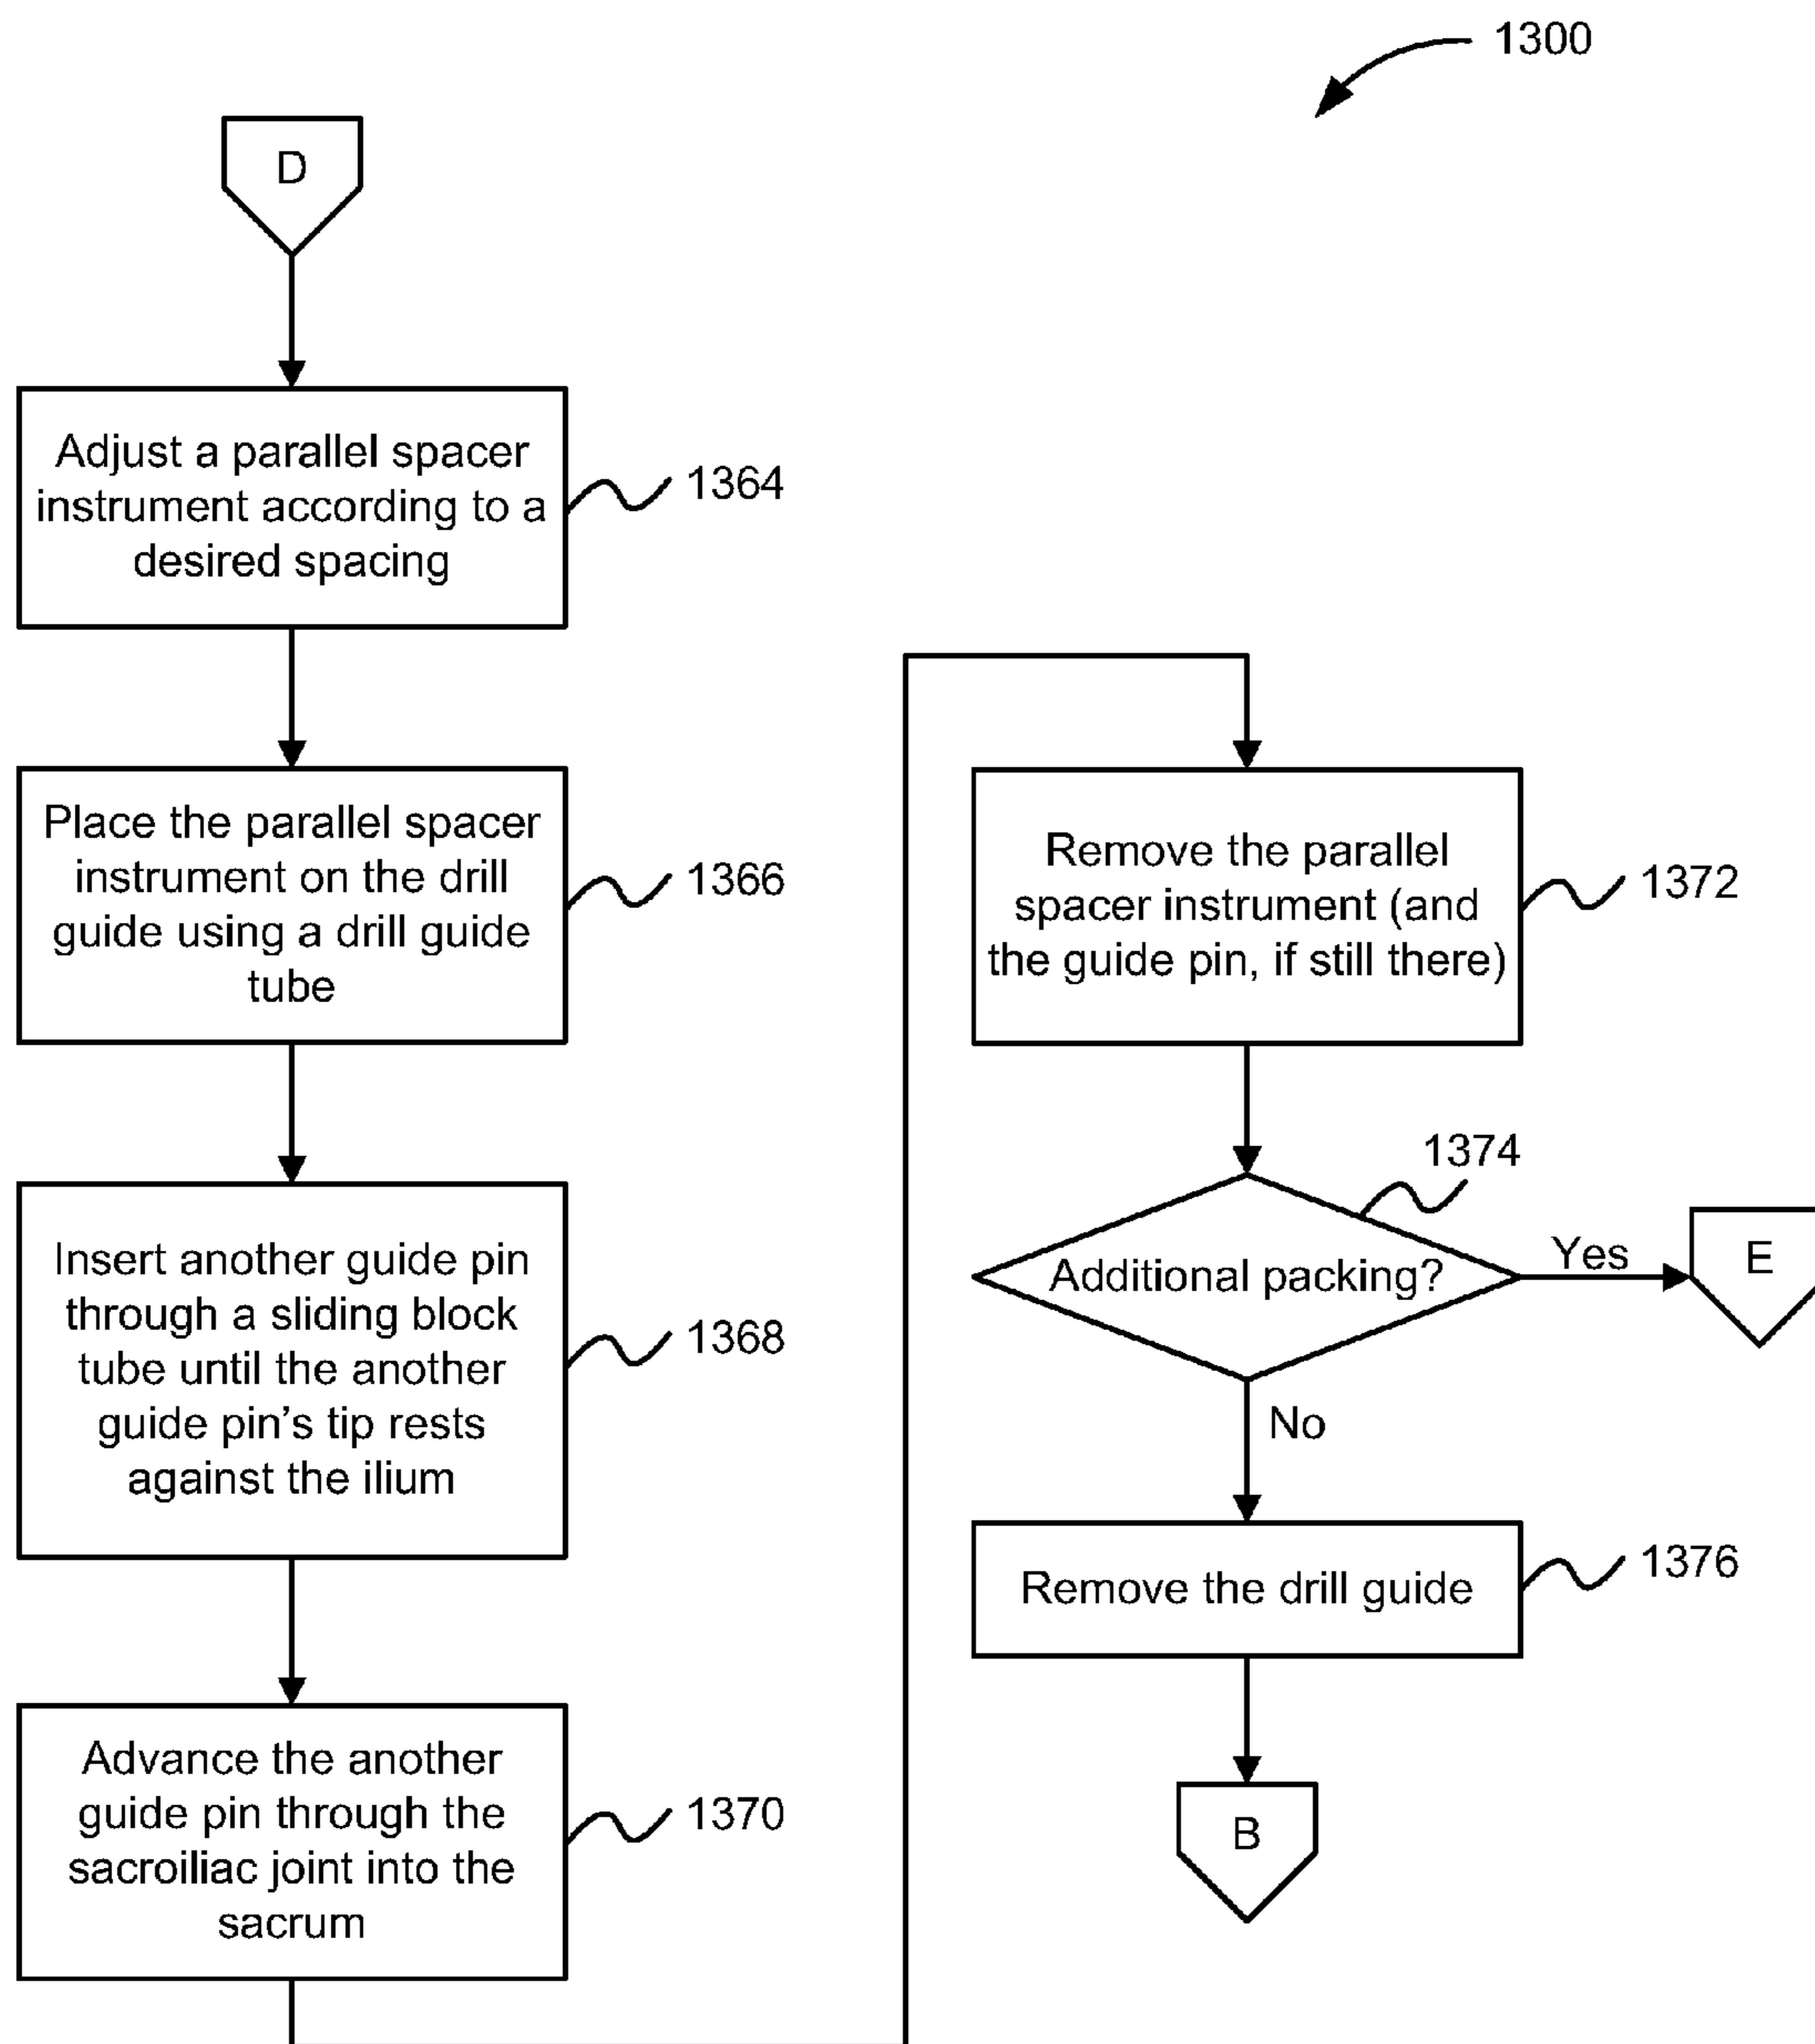 1300
D
Adjust a parallel spacer
instrument according to a
desired spacing
1364
Place the parallel spacer
instrument on the drill
guide using a drill guide
tube
1366
Insert another guide pin
through a sliding block
tube until the another
guide pin’s tip rests
against the ilium
1368
Advance the another
guide pin through the
sacroiliac joint into the
sacrum
1370
Remove the parallel
spacer instrument (and
the guide pin, if still there)
1372
1374
Additional packing?
Yes
E
No
Remove the drill guide
1376
B